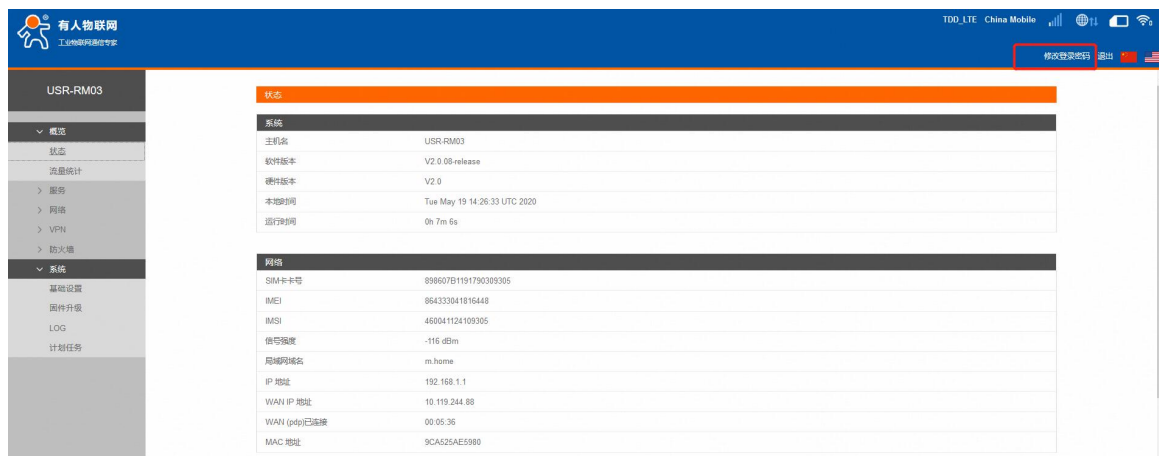 有人物联网
工业物联网通信专家
TDD_LTE China Mobile
修改登录密码 退出
USR-RM03
概览
状态
流量统计
服务
网络
VPN
防火墙
系统
基础设置
固件升级
LOG
计划任务
状态
系统
主机名 USR-RM03
软件版本 V2.0.08-release
硬件版本 V2.0
本地时间 Tue May 19 14:26:33 UTC 2020
运行时间 0h 7m 6s
网络
SIM卡卡号 898607B1191790309305
IMEI 864333041816448
IMSI 460041124109305
信号强度 -116 dBm
局域网域名 m.home
IP 地址 192.168.1.1
WAN IP 地址 10.119.244.88
WAN (pdp)已连接 00:05:36
MAC 地址 9CA525AE5980